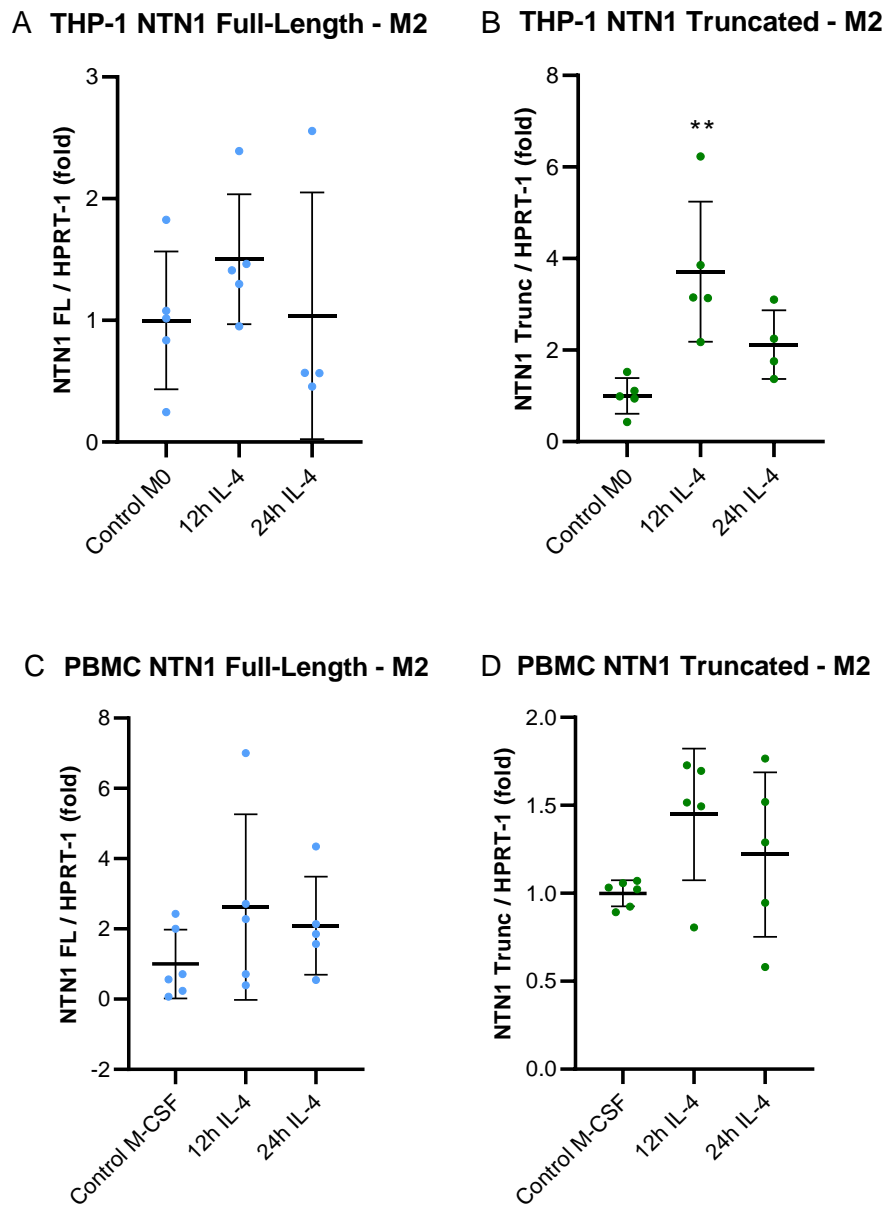 A THP-1 NTN1 Full-Length - M2
NTN1 FL / HPRT-1 (fold)
3
2
1
0
Control M0
12h IL-4
24h IL-4
B THP-1 NTN1 Truncated - M2
NTN1 Trunc / HPRT-1 (fold)
8
6
4
2
0
**
Control M0
12h IL-4
24h IL-4
C PBMC NTN1 Full-Length - M2
NTN1 FL / HPRT-1 (fold)
8
6
4
2
0
-2
Control M-CSF
12h IL-4
24h IL-4
D PBMC NTN1 Truncated - M2
NTN1 Trunc / HPRT-1 (fold)
2.0
1.5
1.0
0.5
0.0
Control M-CSF
12h IL-4
24h IL-4